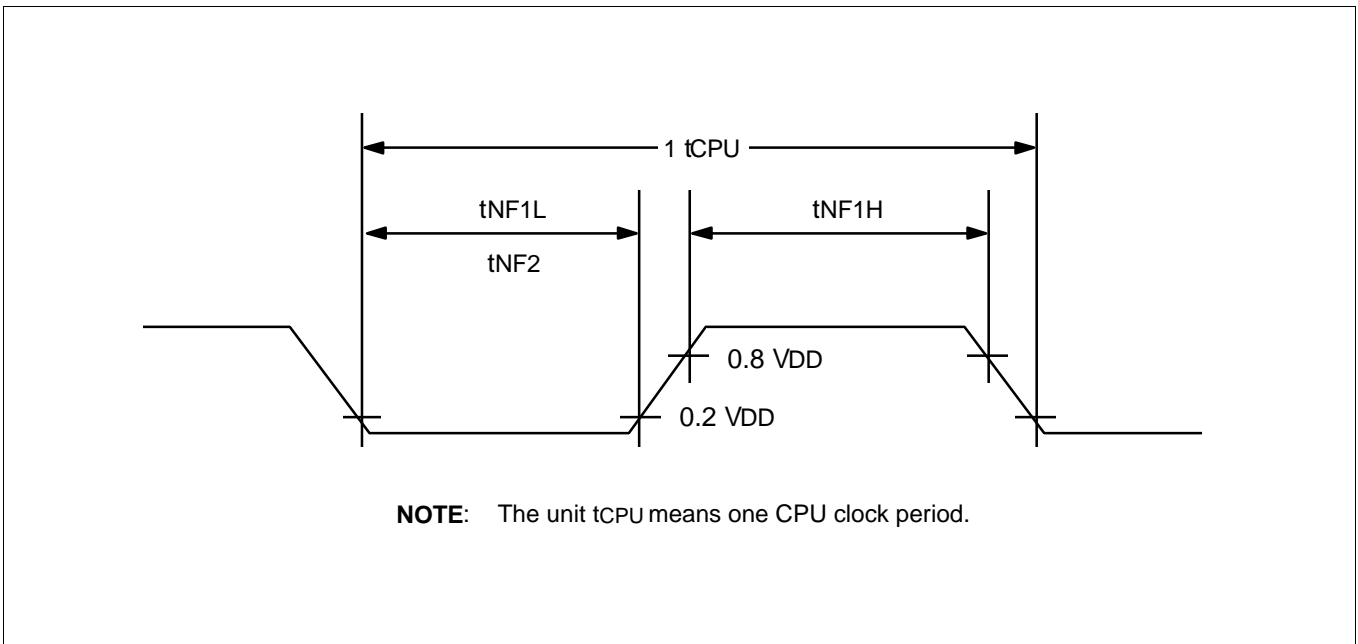 1 tCPU
tNF1L
tNF1H
tNF2
0.8 VDD
0.2 VDD
NOTE: The unit tCPU means one CPU clock period.